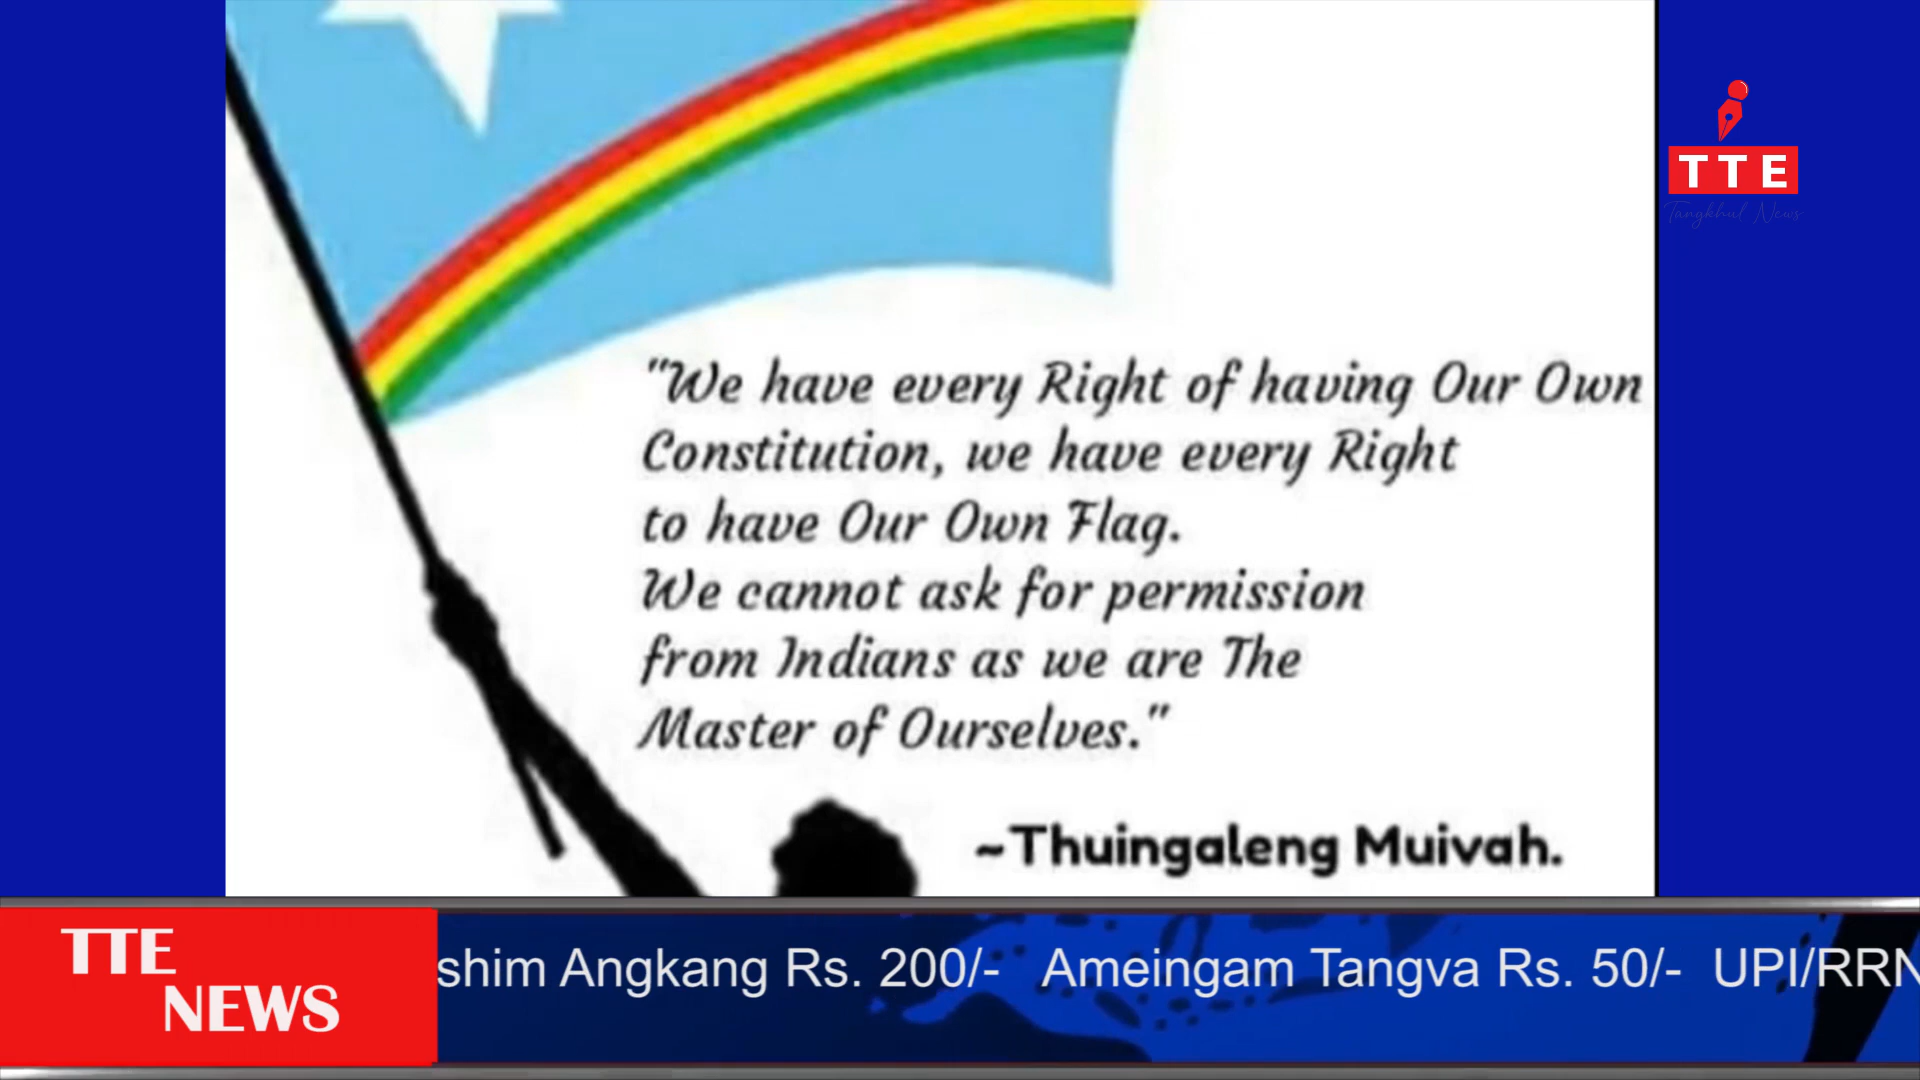 TTE
Tangkhul News
"We have every Right of having Our Own
Constitution, we have every Right
to have Our Own Flag.
We cannot ask for permission
from Indians as we are The
Master of Ourselves."
~Thuingaleng Muivah.
TTE
NEWS
shim Angkang Rs. 200/- Ameingam Tangva Rs. 50/- UPI/RRN